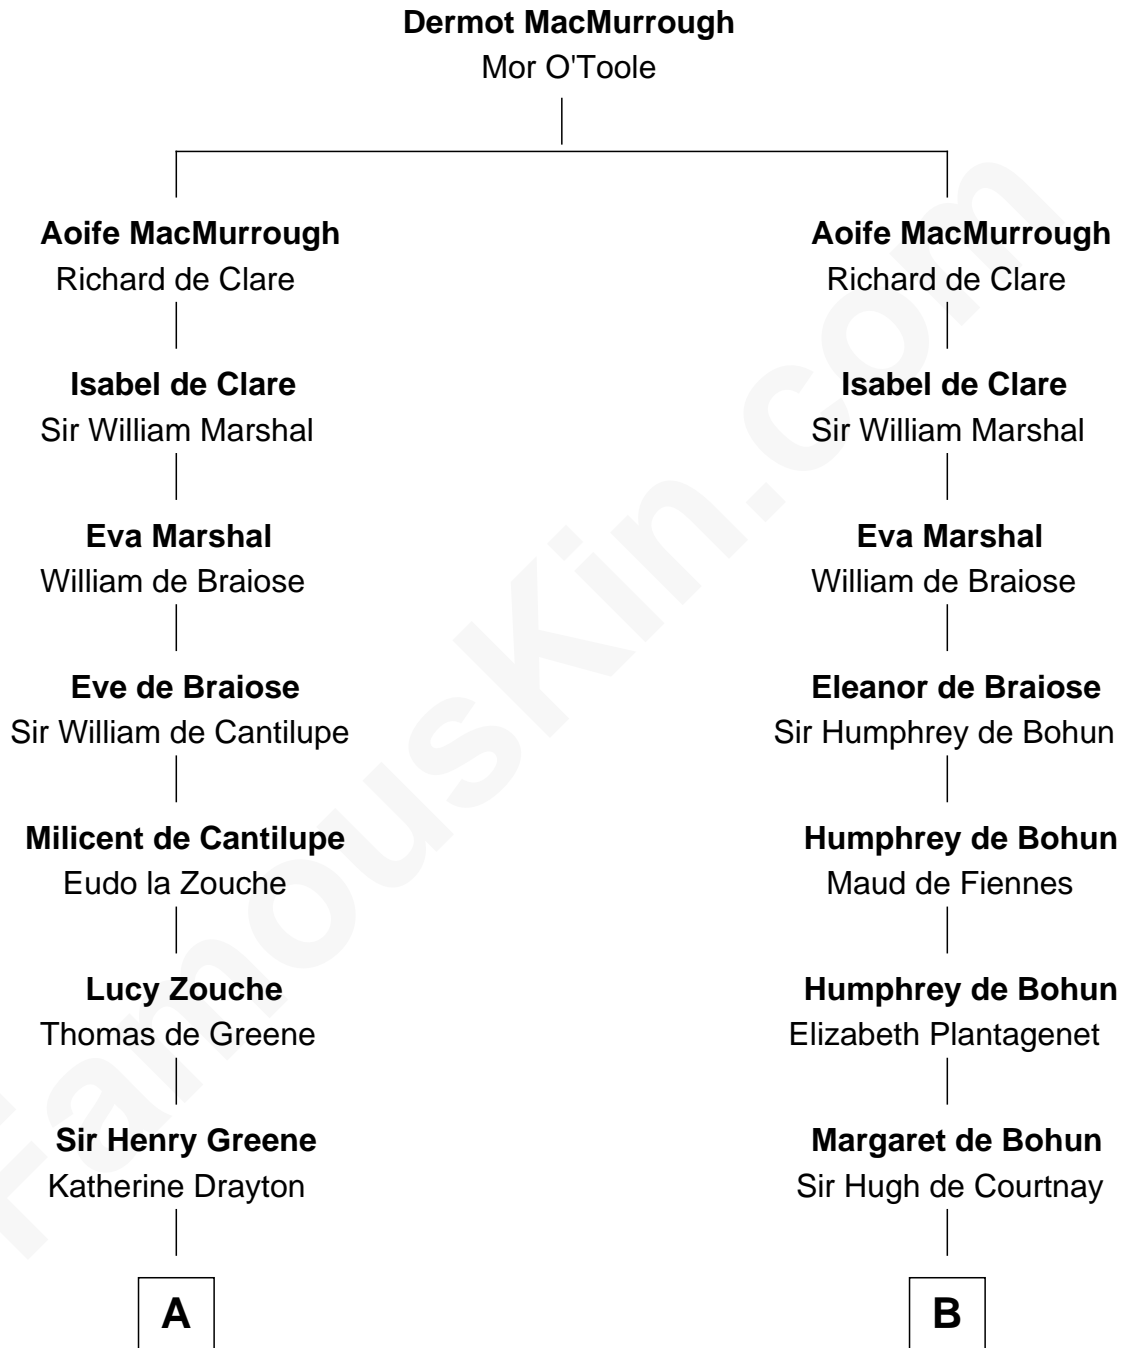 Dermot MacMurrough
Mor O'Toole
Aoife MacMurrough
Richard de Clare
Isabel de Clare
Sir William Marshal
Eva Marshal
William de Braiose
Eve de Braiose
Sir William de Cantilupe
Milicent de Cantilupe
Eudo la Zouche
Lucy Zouche
Thomas de Greene
Sir Henry Greene
Katherine Drayton
A
Aoife MacMurrough
Richard de Clare
Isabel de Clare
Sir William Marshal
Eva Marshal
William de Braiose
Eleanor de Braiose
Sir Humphrey de Bohun
Humphrey de Bohun
Maud de Fiennes
Humphrey de Bohun
Elizabeth Plantagenet
Margaret de Bohun
Sir Hugh de Courtnay
B
FamousKin.com